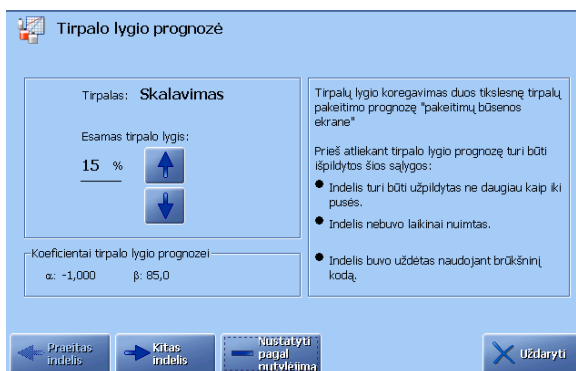 Tirpalo lygio prognozė
Tirpalas: Skalavimas
Esamas tirpalo lygis:
15 %
Koeficientai tirpalo lygio prognozei
α: -1,000 β: 85,0
Tirpalų lygio koregavimas duos tikslesnę tirpalų
pakeitimo prognozę "pakeitimų būsenos
ekrane"
Prieš atliekant tirpalo lygio prognozę turi būti
išpildytos šios sąlygos:
Indelis turi būti užpildytas ne daugiau kaip iki
pusės.
Indelis nebuvo laikinai nuimtas.
Indelis buvo uždėtas naudojant brūkšninį
kodą.
Praeitas
indelis
Kitas
indelis
Nustatyti
pagal
nutylėjimą
Uždaryti